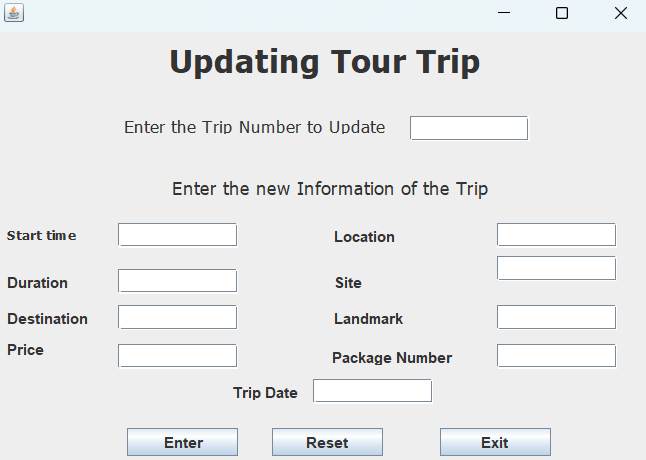 Updating Tour Trip
Enter the Trip Number to Update
Enter the new Information of the Trip
Start time
Location
Duration
Site
Destination
Landmark
Price
Package Number
Trip Date
Enter
Reset
Exit